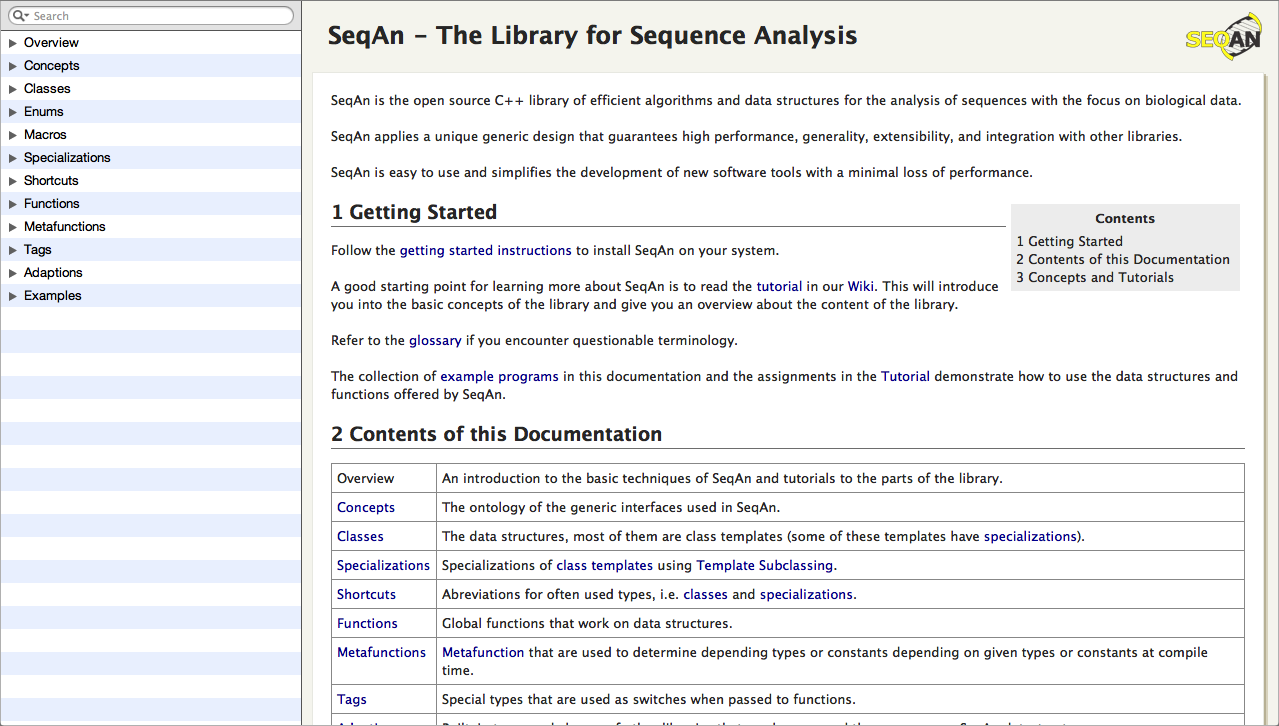 Search
Overview
Concepts
Classes
Enums
Macros
Specializations
Shortcuts
Functions
Metafunctions
Tags
Adaptions
Examples
SeqAn - The Library for Sequence Analysis
SEQAN
SeqAn is the open source C++ library of efficient algorithms and data structures for the analysis of sequences with the focus on biological data.
SeqAn applies a unique generic design that guarantees high performance, generality, extensibility, and integration with other libraries.
SeqAn is easy to use and simplifies the development of new software tools with a minimal loss of performance.
1 Getting Started
Contents
1 Getting Started
2 Contents of this Documentation
3 Concepts and Tutorials
Follow the getting started instructions to install SeqAn on your system.
A good starting point for learning more about SeqAn is to read the tutorial in our Wiki. This will introduce
you into the basic concepts of the library and give you an overview about the content of the library.
Refer to the glossary if you encounter questionable terminology.
The collection of example programs in this documentation and the assignments in the Tutorial demonstrate how to use the data structures and
functions offered by SeqAn.
2 Contents of this Documentation
Overview An introduction to the basic techniques of SeqAn and tutorials to the parts of the library.
Concepts The ontology of the generic interfaces used in SeqAn.
Classes The data structures, most of them are class templates (some of these templates have specializations).
Specializations Specializations of class templates using Template Subclassing.
Shortcuts Abreviations for often used types, i.e. classes and specializations.
Functions Global functions that work on data structures.
Metafunctions Metafunction that are used to determine depending types or constants depending on given types or constants at compile
time.
Tags Special types that are used as switches when passed to functions.